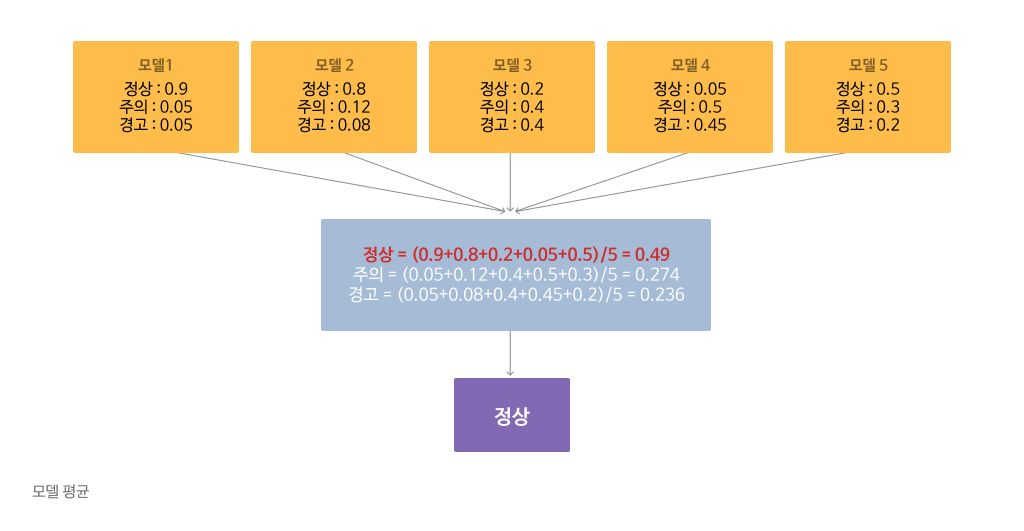 모델1
정상 : 0.9
주의 : 0.05
경고 : 0.05
모델 2
정상 : 0.8
주의 : 0.12
경고 : 0.08
모델 3
정상 : 0.2
주의 : 0.4
경고 : 0.4
모델 4
정상 : 0.05
주의 : 0.5
경고 : 0.45
모델 5
정상 : 0.5
주의 : 0.3
경고 : 0.2
정상 = (0.9+0.8+0.2+0.05+0.5)/5 = 0.49
주의 = (0.05+0.12+0.4+0.5+0.3)/5 = 0.274
경고 = (0.05+0.08+0.4+0.45+0.2)/5 = 0.236
정상
모델 평균